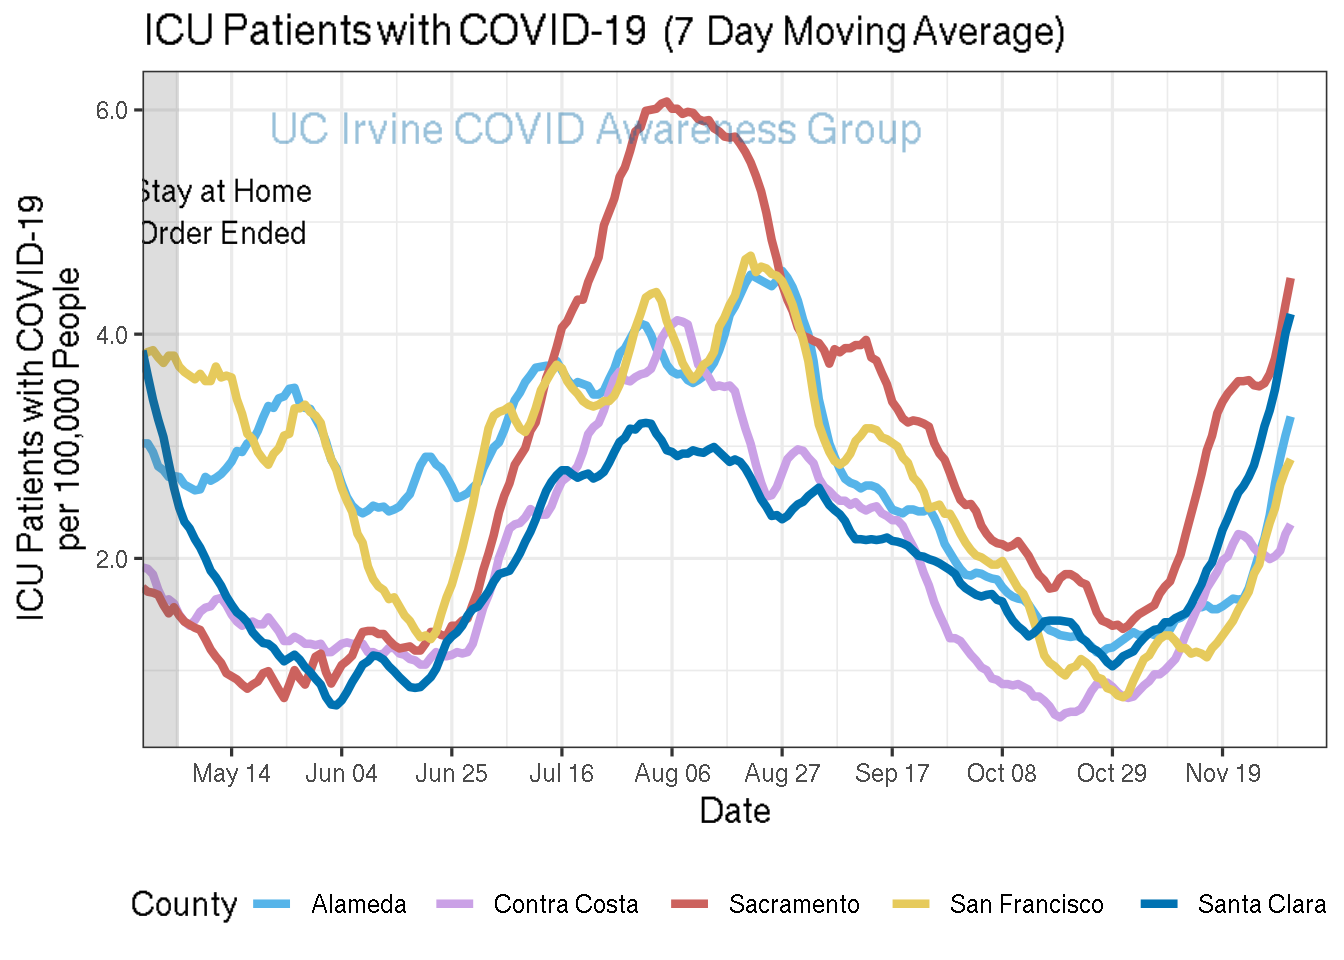 ICU Patients with COVID-19 (7 Day Moving Average)
UC Irvine COVID Awareness Group
Stay at Home
Order Ended
ICU Patients with COVID-19
per 100,000 People
6.0
4.0
2.0
May 14 Jun 04 Jun 25 Jul 16 Aug 06 Aug 27 Sep 17 Oct 08 Oct 29 Nov 19
Date
County Alameda Contra Costa Sacramento San Francisco Santa Clara